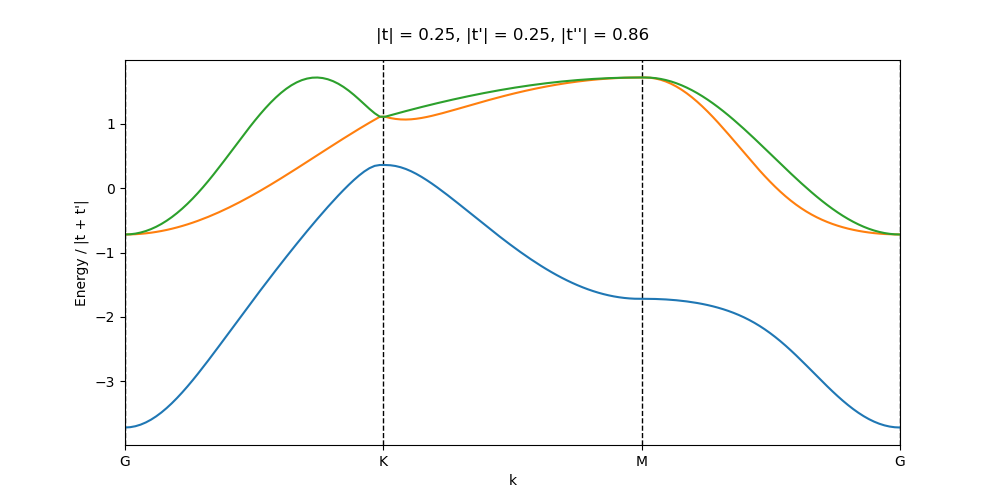 |t| = 0.25, |t'| = 0.25, |t''| = 0.86
Energy / |t + t'|
1
0
−1
−2
−3
G K M G
k